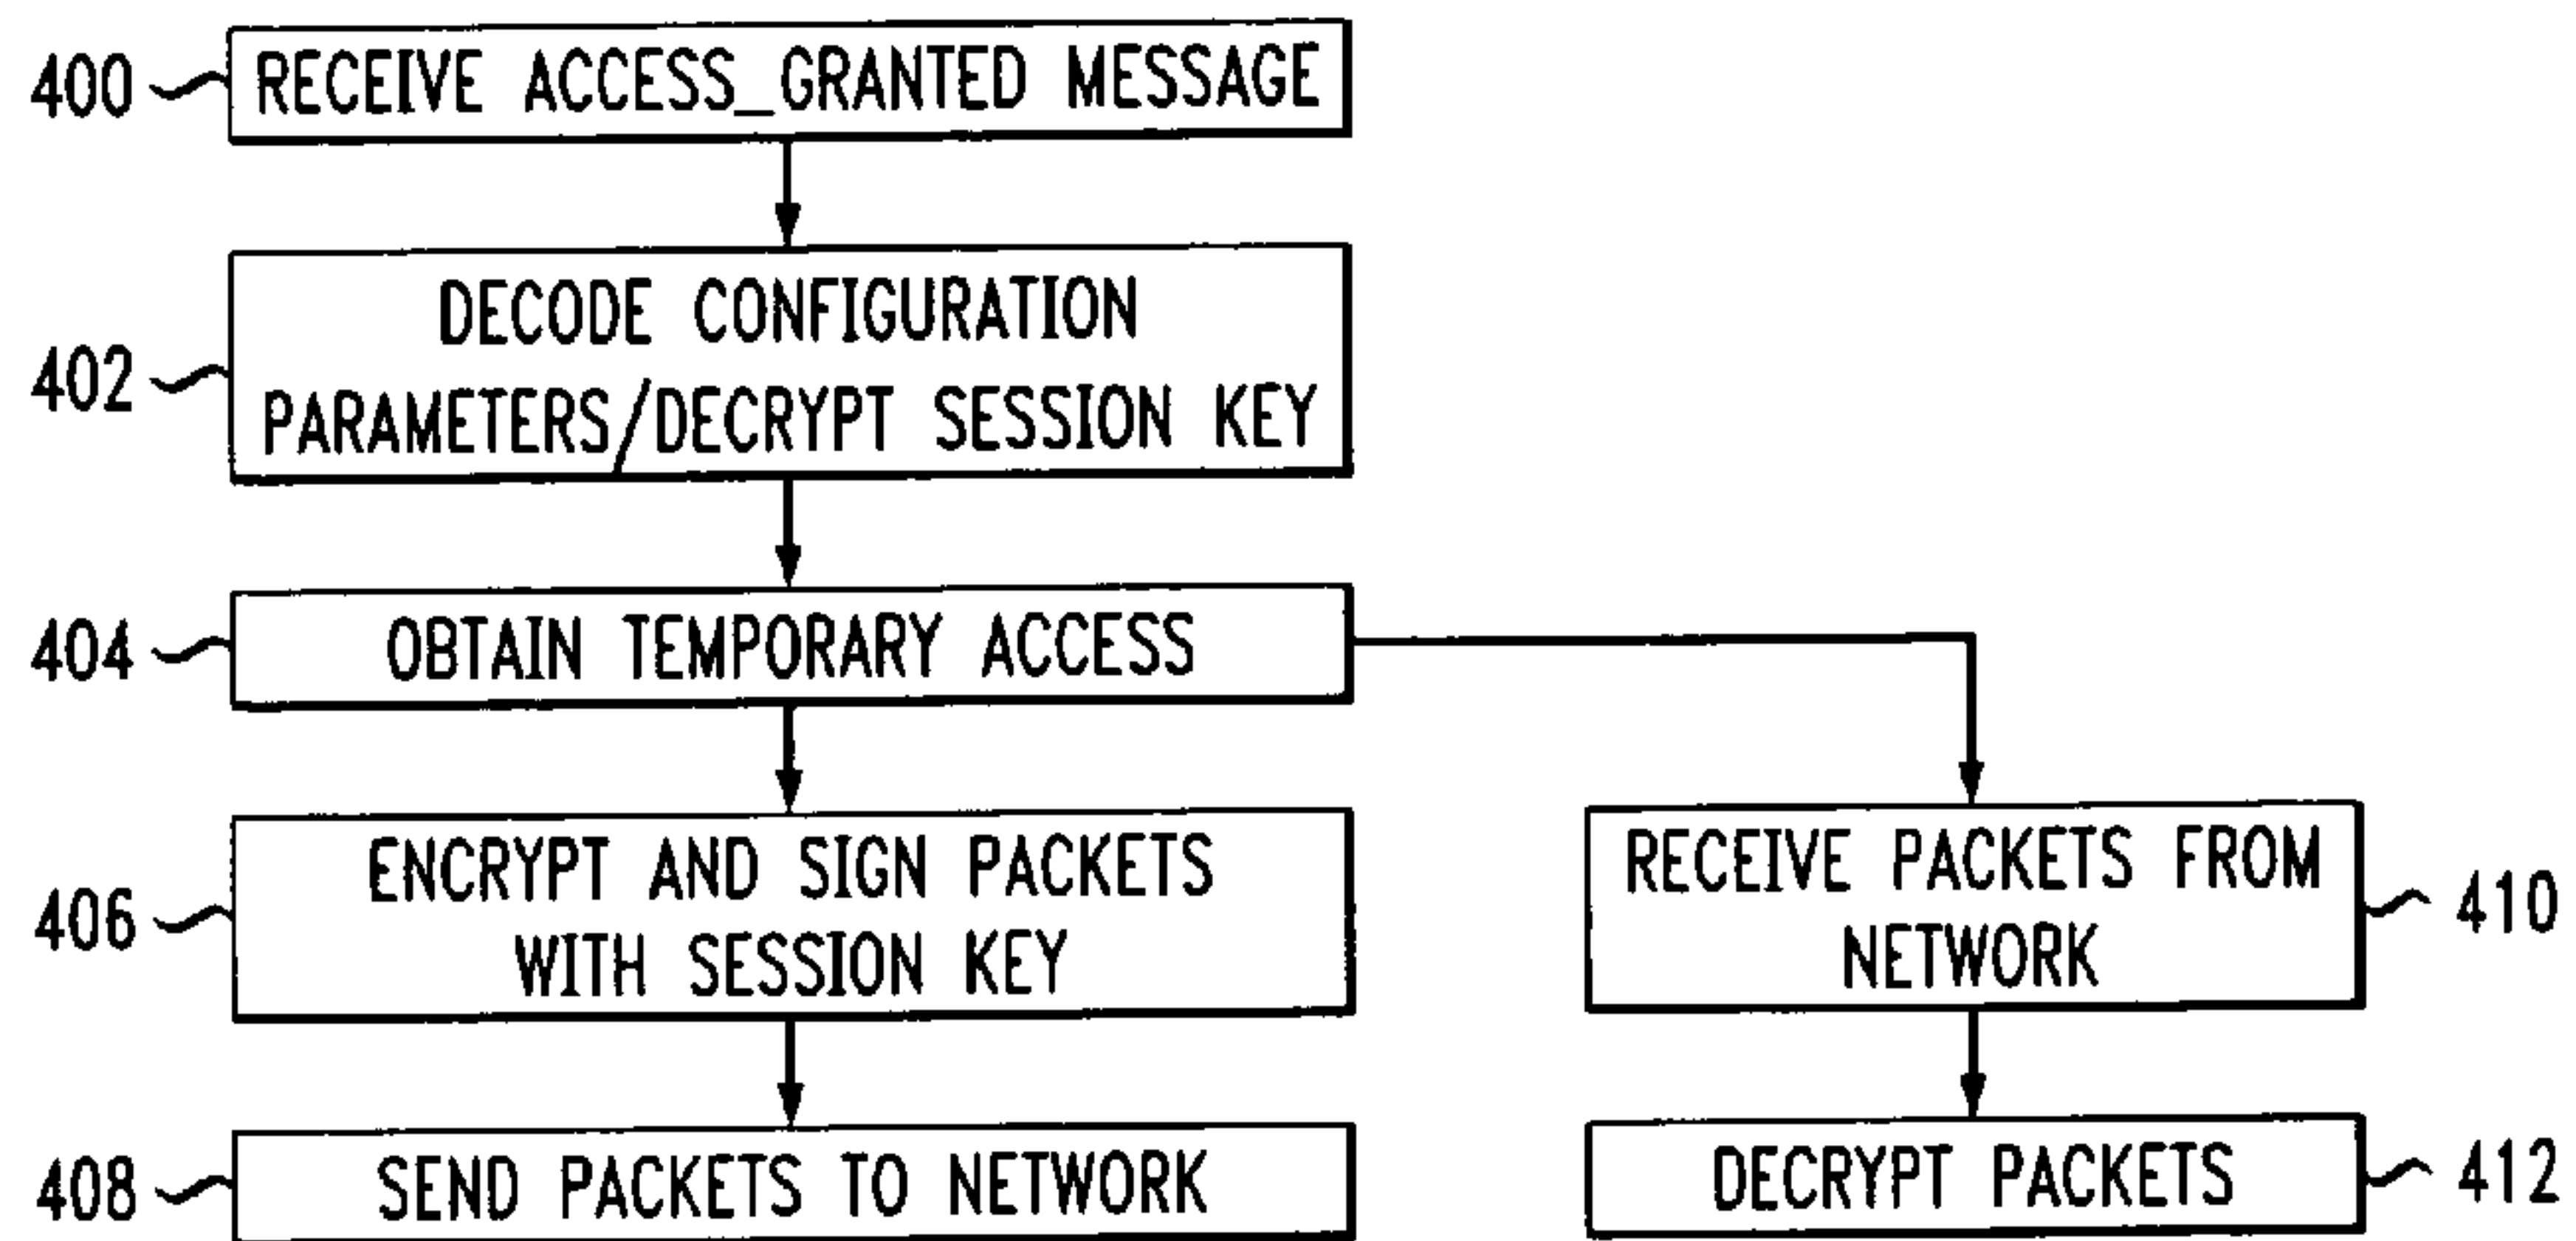 400 RECEIVE ACCESS_GRANTED MESSAGE
402 DECODE CONFIGURATION
PARAMETERS/DECRYPT SESSION KEY
404 OBTAIN TEMPORARY ACCESS
406 ENCRYPT AND SIGN PACKETS
WITH SESSION KEY
408 SEND PACKETS TO NETWORK
RECEIVE PACKETS FROM
NETWORK
410
DECRYPT PACKETS 412